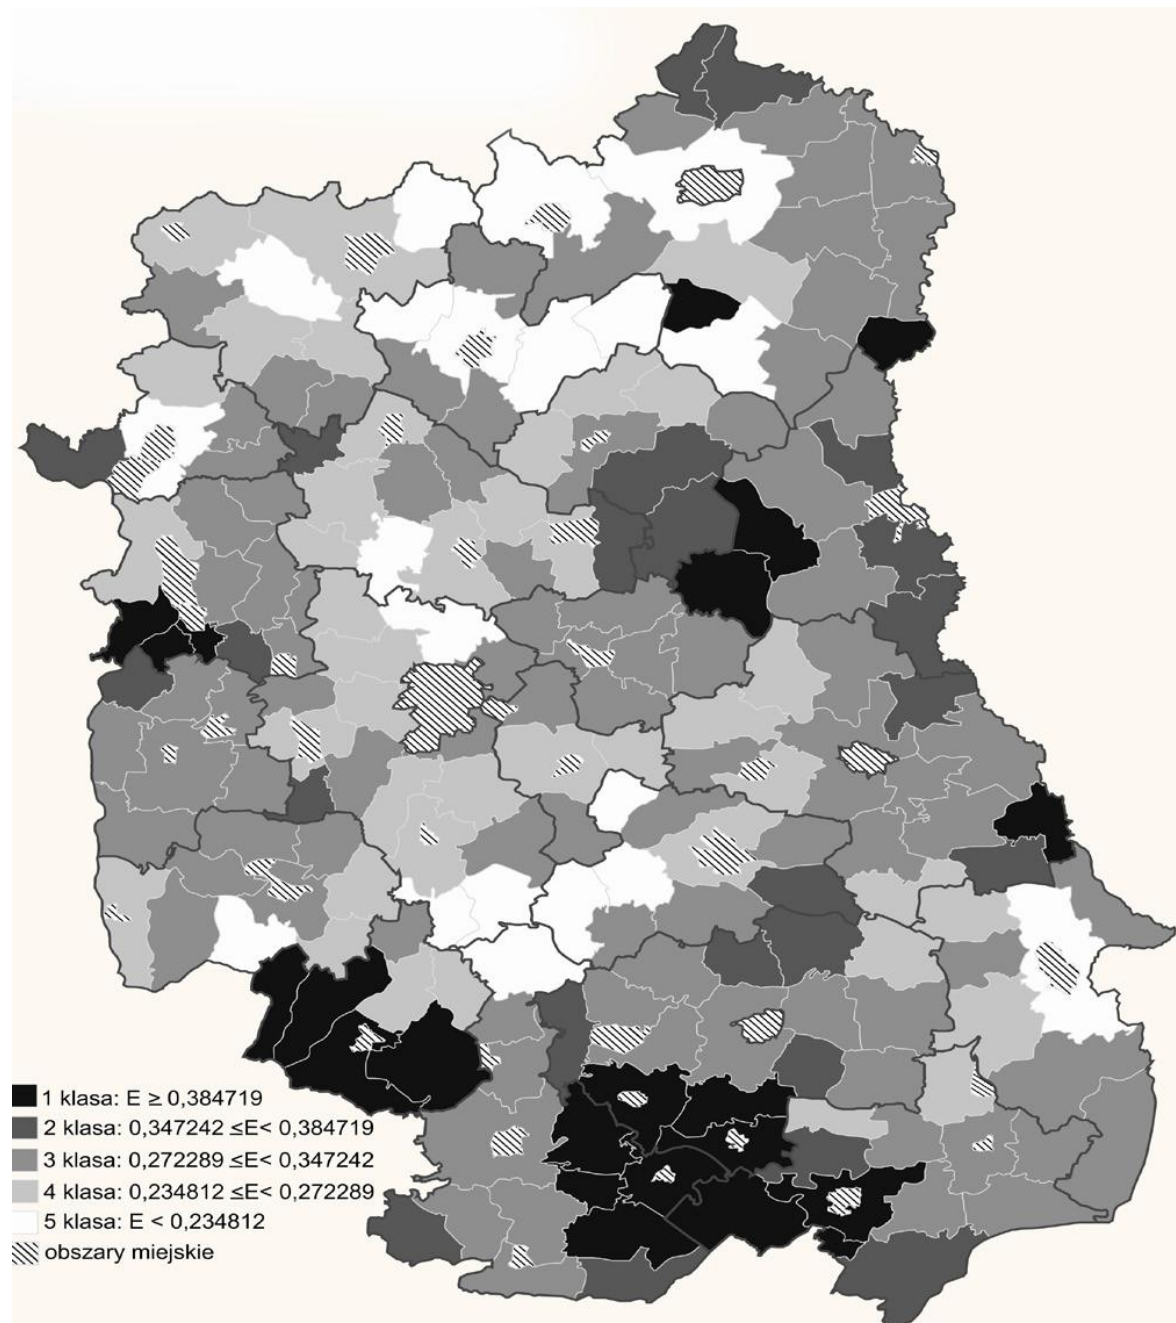 1 klasa: E ≥ 0,384719
2 klasa: 0,347242 ≤E< 0,384719
3 klasa: 0,272289 ≤E< 0,347242
4 klasa: 0,234812 ≤E< 0,272289
5 klasa: E < 0,234812
obszary miejskie